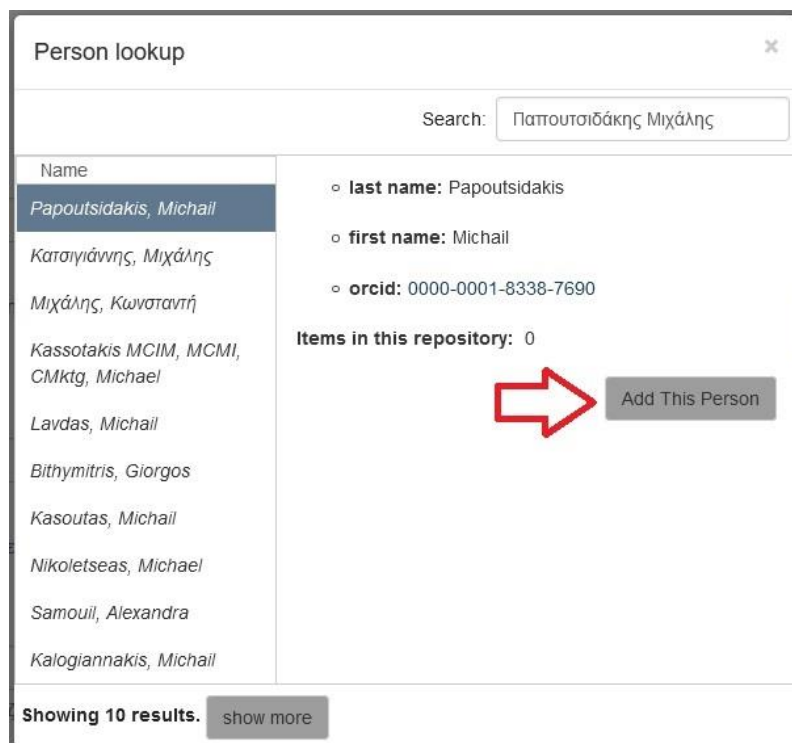 Person lookup
×
Search: Παπουτσιδάκης Μιχάλης
Name
Papoutsidakis, Michail
Κατσιγιάννης, Μιχάλης
Μιχάλης, Κωνσταντή
Kassotakis MCIM, MCMI,
CMktg, Michael
Lavdas, Michail
Bithymitris, Giorgos
Kasoutas, Michail
Nikoletseas, Michael
Samouil, Alexandra
Kalogiannakis, Michail
last name: Papoutsidakis
first name: Michail
orcid: 0000-0001-8338-7690
Items in this repository: 0
Add This Person
Showing 10 results. show more